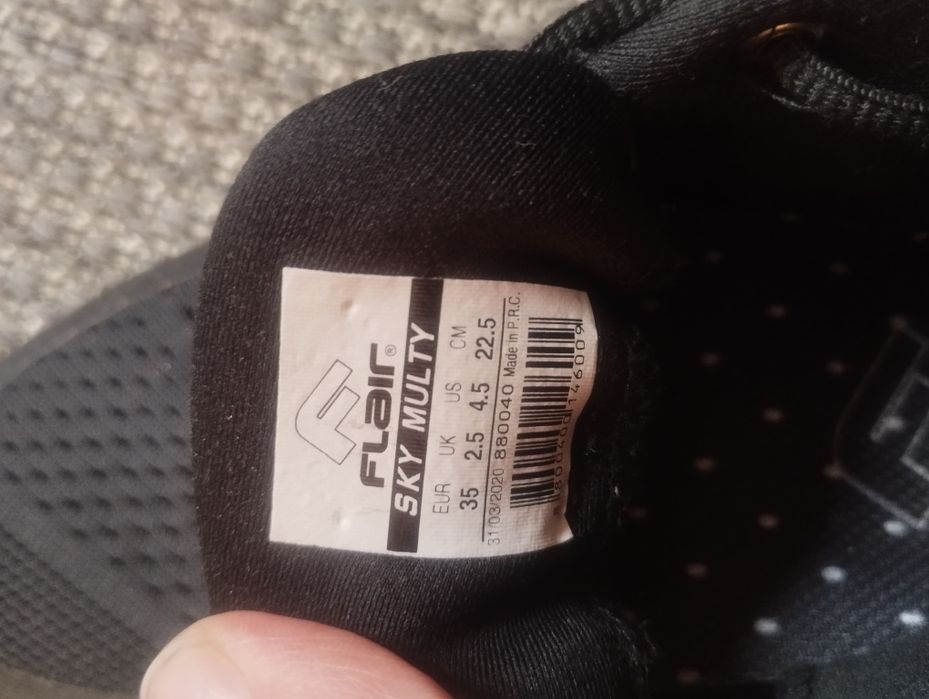 FLAIR®
SKY MULTY
EUR UK US CM
35 2.5 4.5 22.5
31/03/2020 880040 Made in P.R.C.